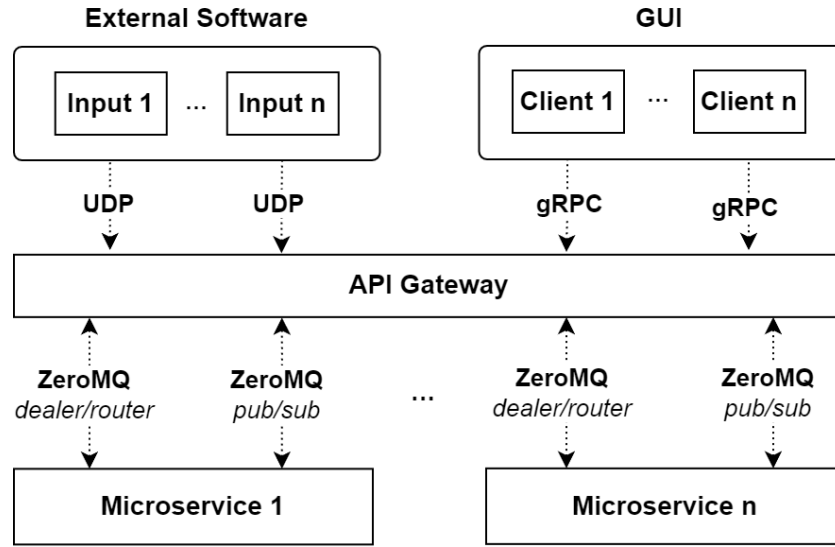 External Software
GUI
Input 1 ... Input n
Client 1 ... Client n
UDP
UDP
gRPC
gRPC
API Gateway
ZeroMQ
dealer/router
ZeroMQ
pub/sub
...
ZeroMQ
dealer/router
ZeroMQ
pub/sub
Microservice 1
Microservice n